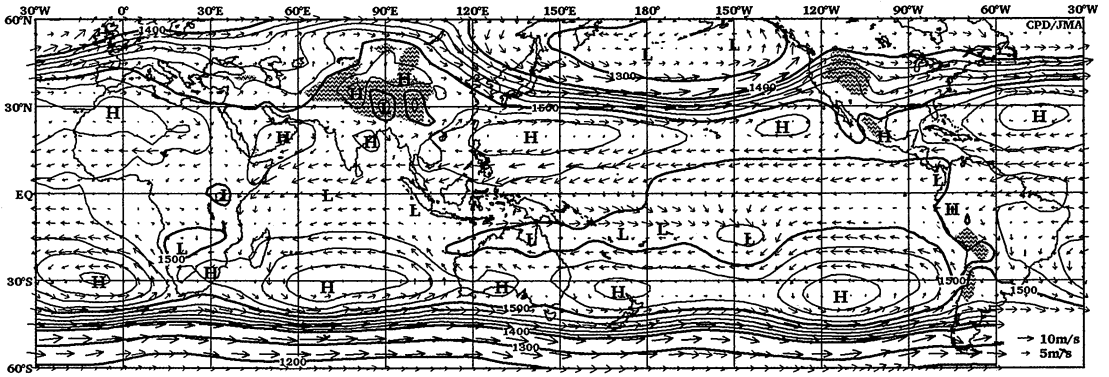 30°W 0° 30°E 60°E 90°E 120°E 150°E 180° 150°W 120°W 90°W 60°W 30°W
60°N CPD/JMA
1400 L L
1300
H H 1400
30°N 1500
H L H
H H H H H
L
EQ L L
L H
L L L L
L
1500
30°S H H H H H H 1500 1500
1500
1400 10m/s
1300 5m/s
60°S 1200